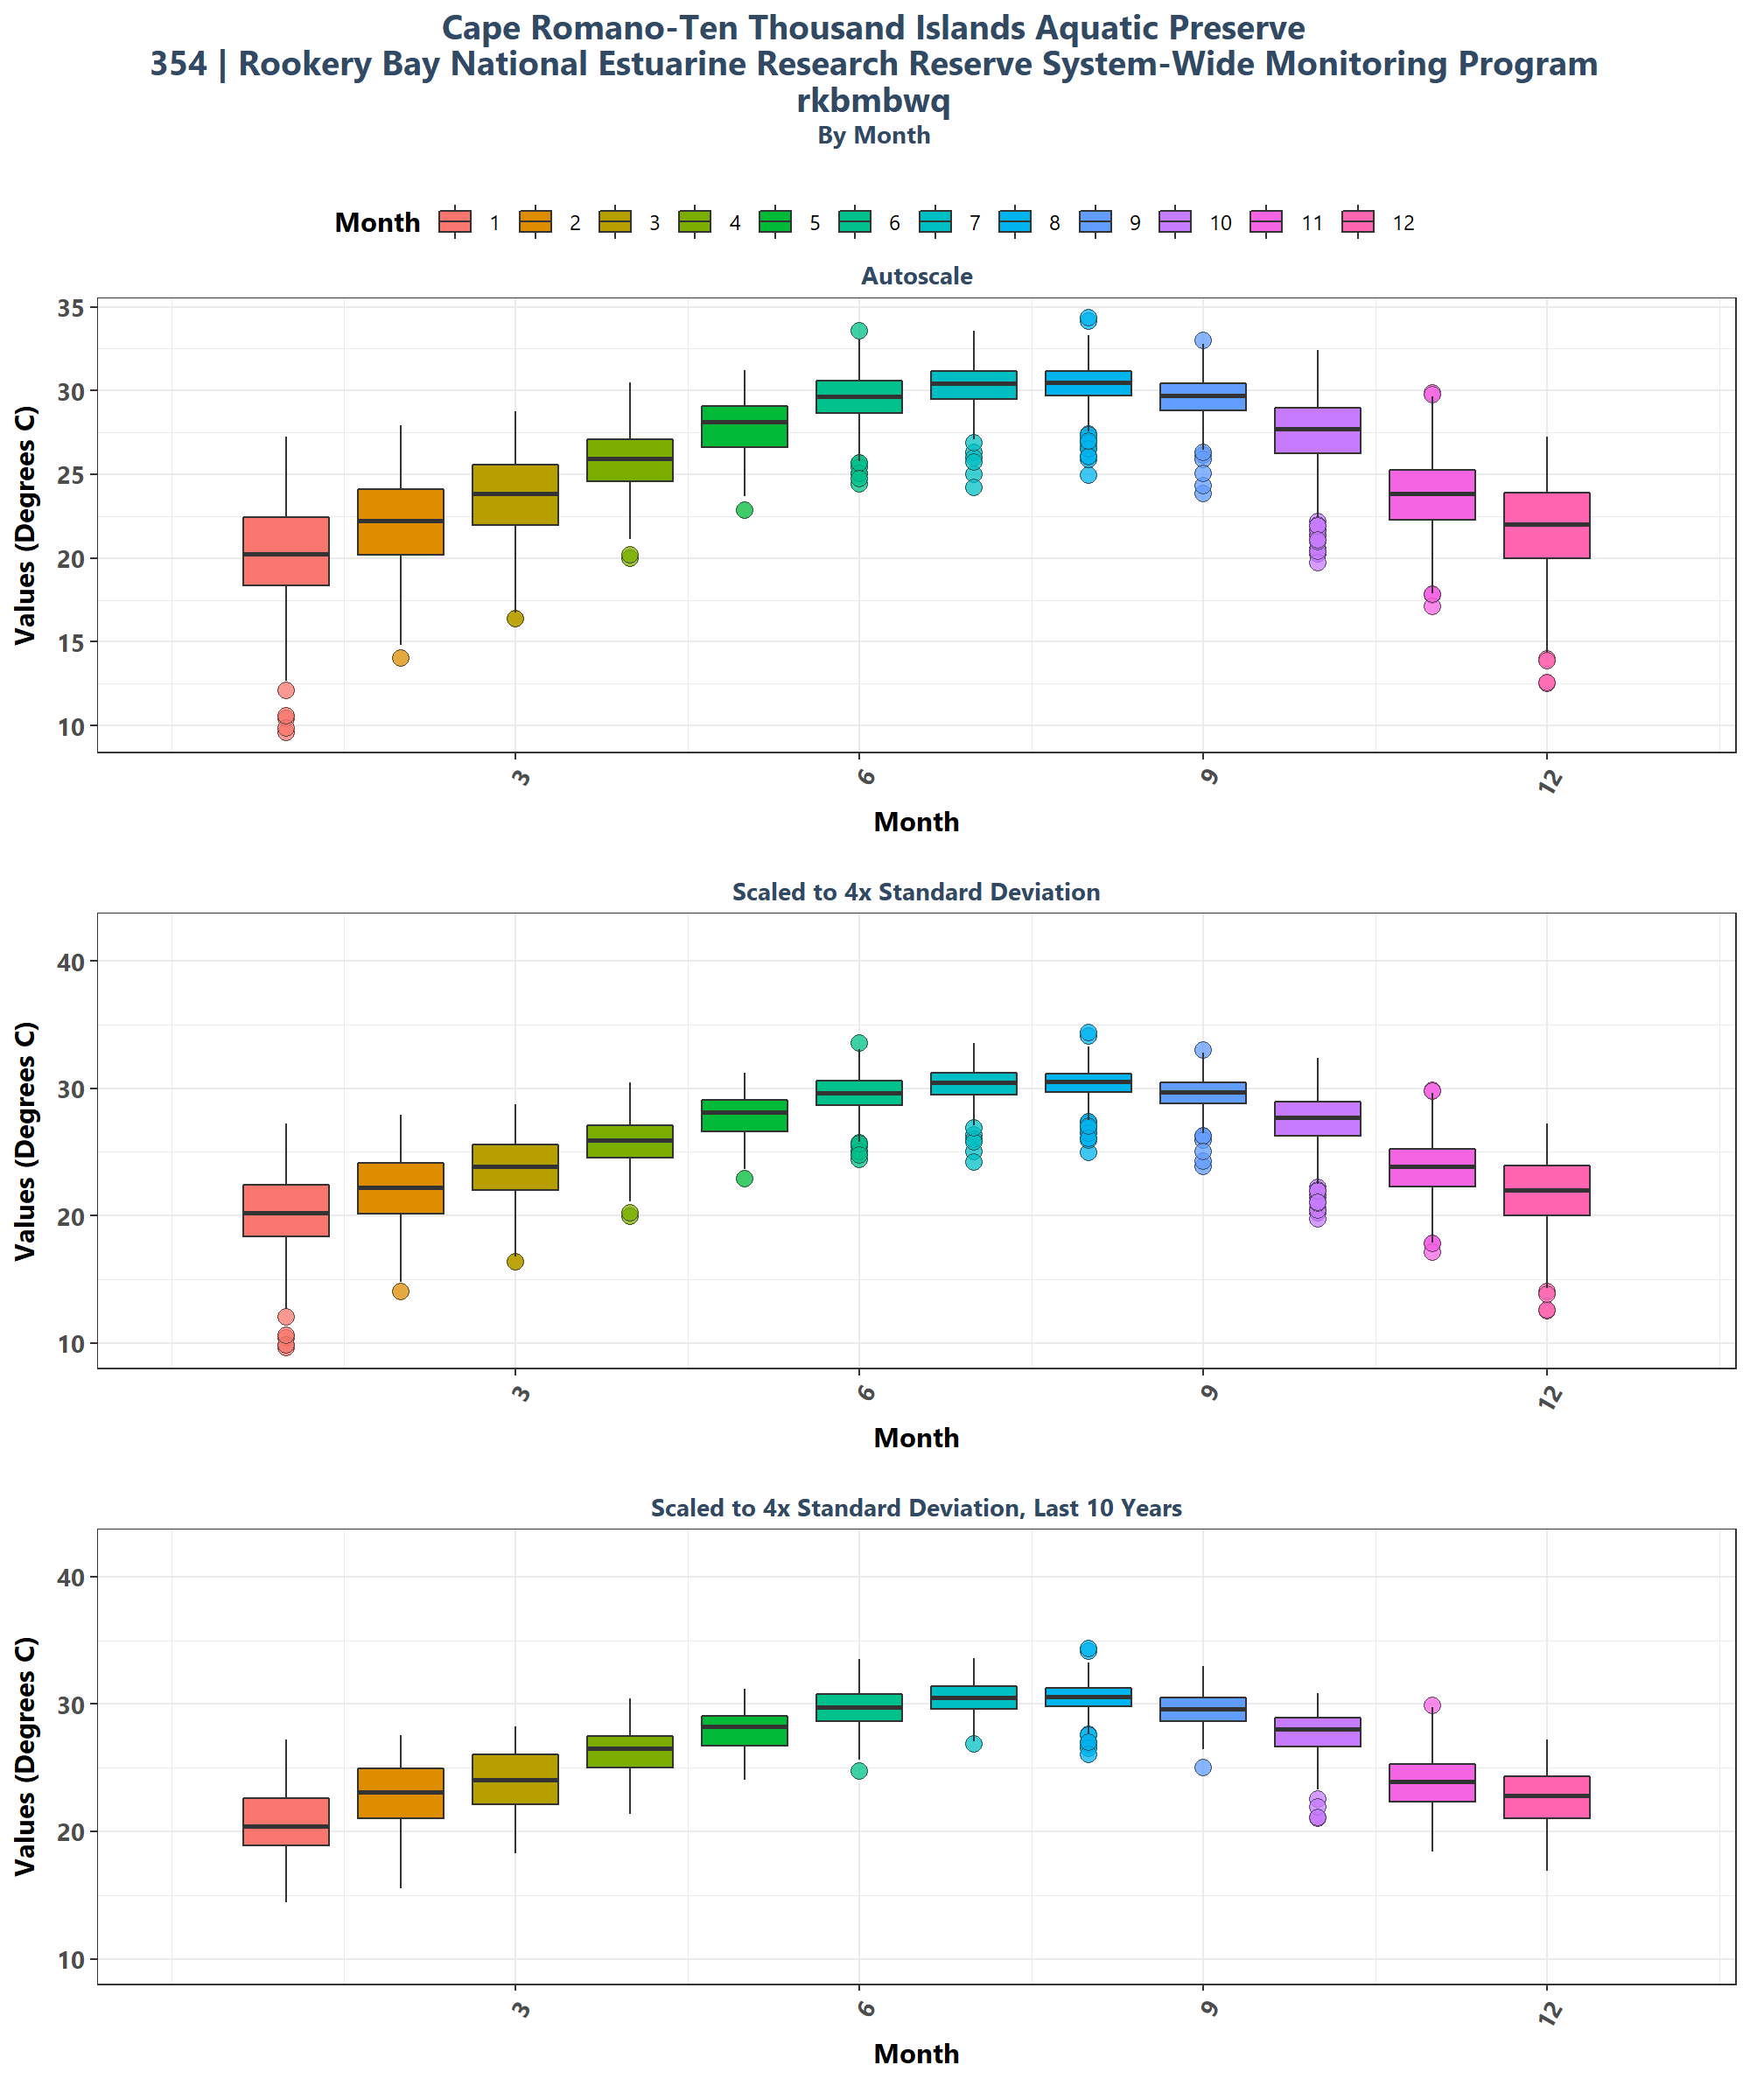 Cape Romano-Ten Thousand Islands Aquatic Preserve
354 | Rookery Bay National Estuarine Research Reserve System-Wide Monitoring Program
rkbmbwq
By Month
Month 1 2 3 4 5 6 7 8 9 10 11 12
Autoscale
Values (Degrees C)
35
30
25
20
15
10
3 6 9 12
Month
Scaled to 4x Standard Deviation
Values (Degrees C)
40
30
20
10
3 6 9 12
Month
Scaled to 4x Standard Deviation, Last 10 Years
Values (Degrees C)
40
30
20
10
3 6 9 12
Month